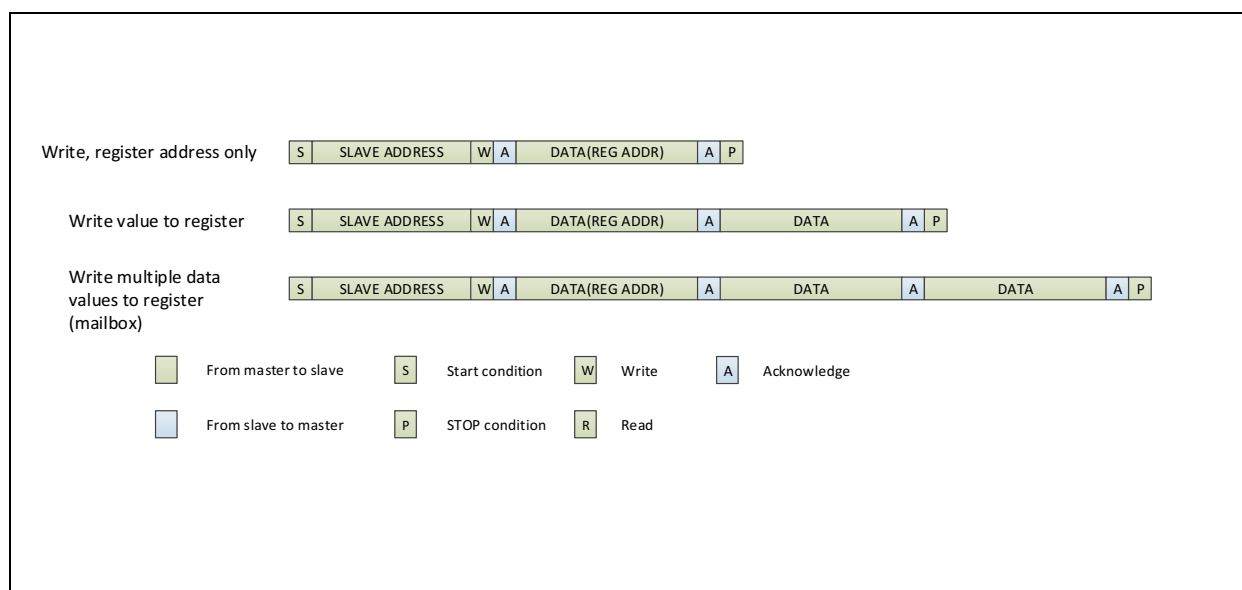 Write, register address only
S SLAVE ADDRESS W A DATA(REG ADDR) A P
Write value to register
S SLAVE ADDRESS W A DATA(REG ADDR) A DATA A P
Write multiple data
values to register
(mailbox)
S SLAVE ADDRESS W A DATA(REG ADDR) A DATA A DATA A P
From master to slave S Start condition W Write A Acknowledge
From slave to master P STOP condition R Read